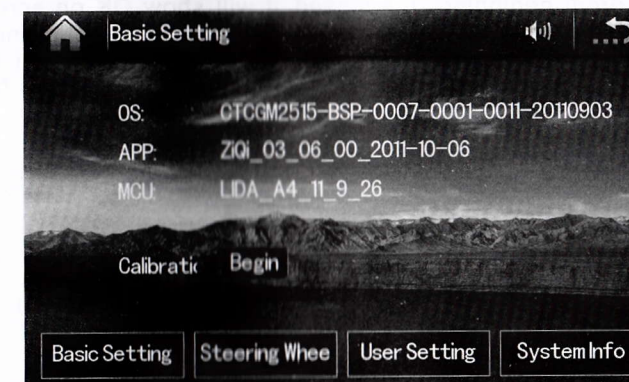 Basic Setting
OS: CTCGM2515-BSP-0007-0001-0011-20110903
APP: ZiQi_03_06_00_2011-10-06
MCU: LIDA_A4_11_9_26
Calibratic Begin
Basic Setting Steering Whee User Setting System Info